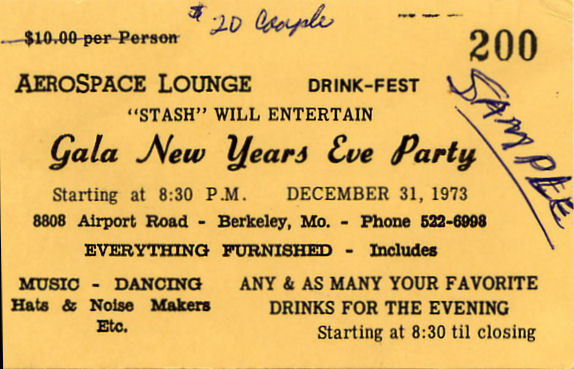 $ 20 Couple
$10.00 per Person
200
AEROSPACE LOUNGE DRINK-FEST
SAMPLE
"STASH" WILL ENTERTAIN
Gala New Years Eve Party
Starting at 8:30 P.M. DECEMBER 31, 1973
8808 Airport Road - Berkeley, Mo. - Phone 522-6998
EVERYTHING FURNISHED - Includes
MUSIC - DANCING
Hats & Noise Makers
Etc.
ANY & AS MANY YOUR FAVORITE
DRINKS FOR THE EVENING
Starting at 8:30 til closing